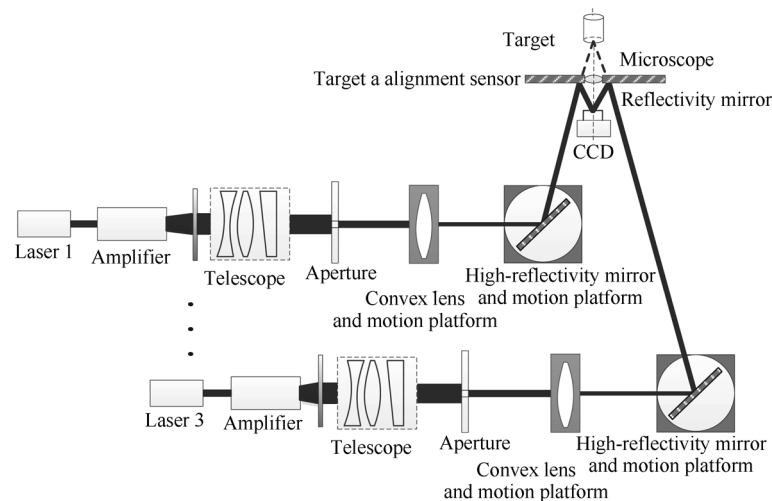 Target
Microscope
Target a alignment sensor
Reflectivity mirror
CCD
Laser 1
Amplifier
Telescope
Aperture
High-reflectivity mirror
and motion platform
Convex lens
and motion platform
Laser 3
Amplifier
Telescope
Aperture
High-reflectivity mirror
and motion platform
Convex lens
and motion platform